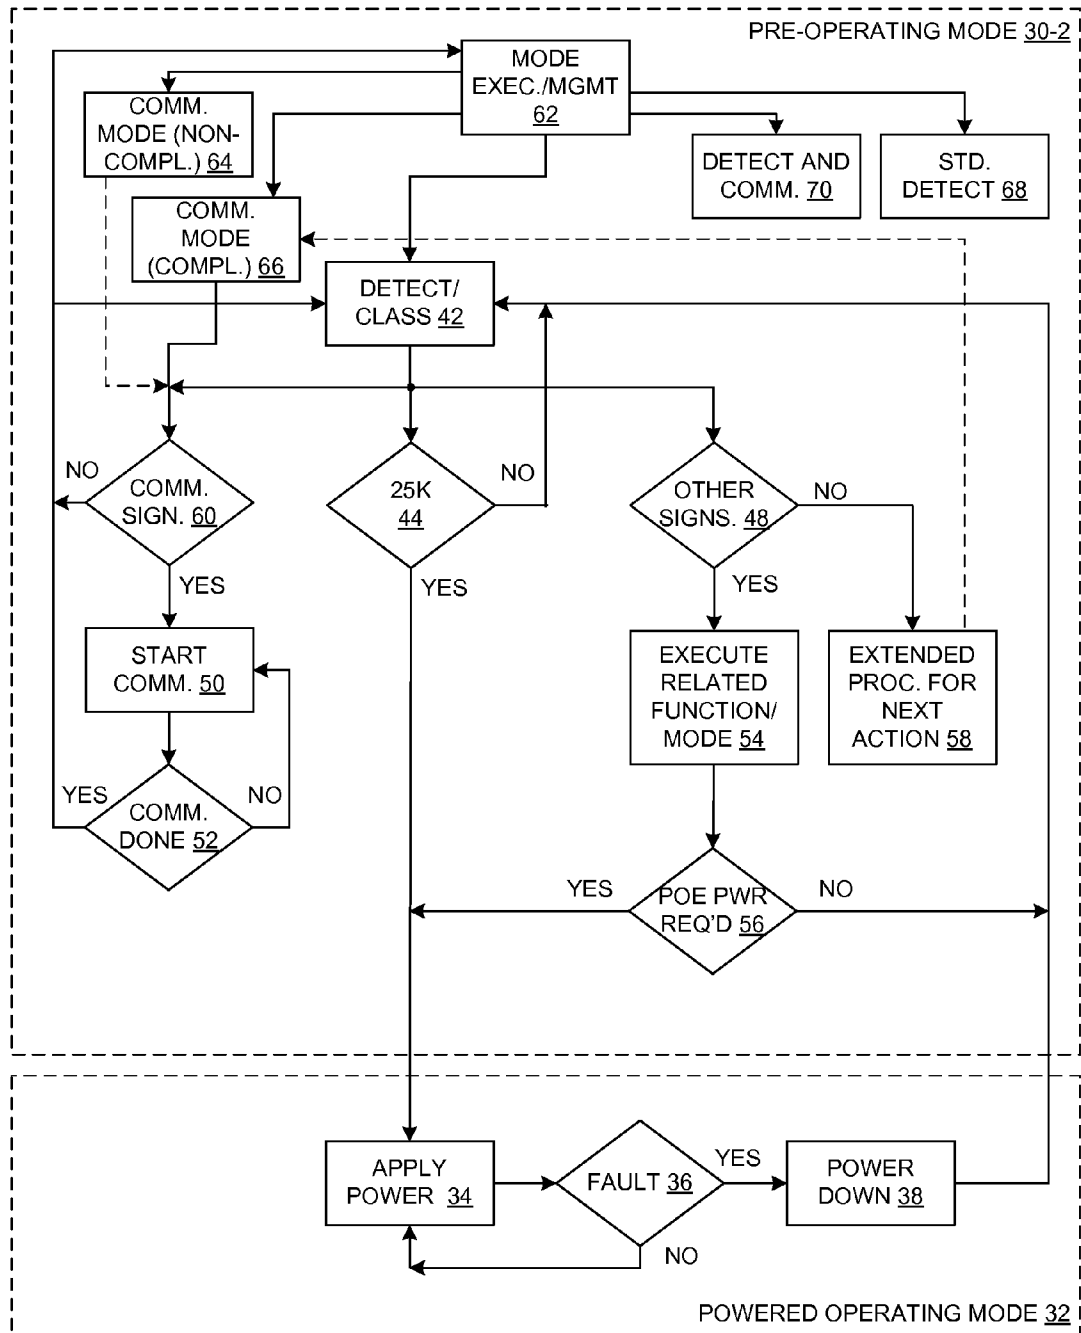 PRE-OPERATING MODE 30-2
MODE
EXEC./MGMT
62
COMM.
MODE (NON-
COMPL.) 64
DETECT AND
COMM. 70
STD.
DETECT 68
COMM.
MODE
(COMPL.) 66
DETECT/
CLASS 42
NO
COMM.
SIGN. 60
YES
25K
44
NO
YES
OTHER
SIGNS. 48
NO
YES
START
COMM. 50
EXECUTE
RELATED
FUNCTION/
MODE 54
EXTENDED
PROC. FOR
NEXT
ACTION 58
YES
COMM.
DONE 52
NO
YES
POE PWR
REQ'D 56
NO
APPLY
POWER 34
FAULT 36
YES
NO
POWER
DOWN 38
POWERED OPERATING MODE 32